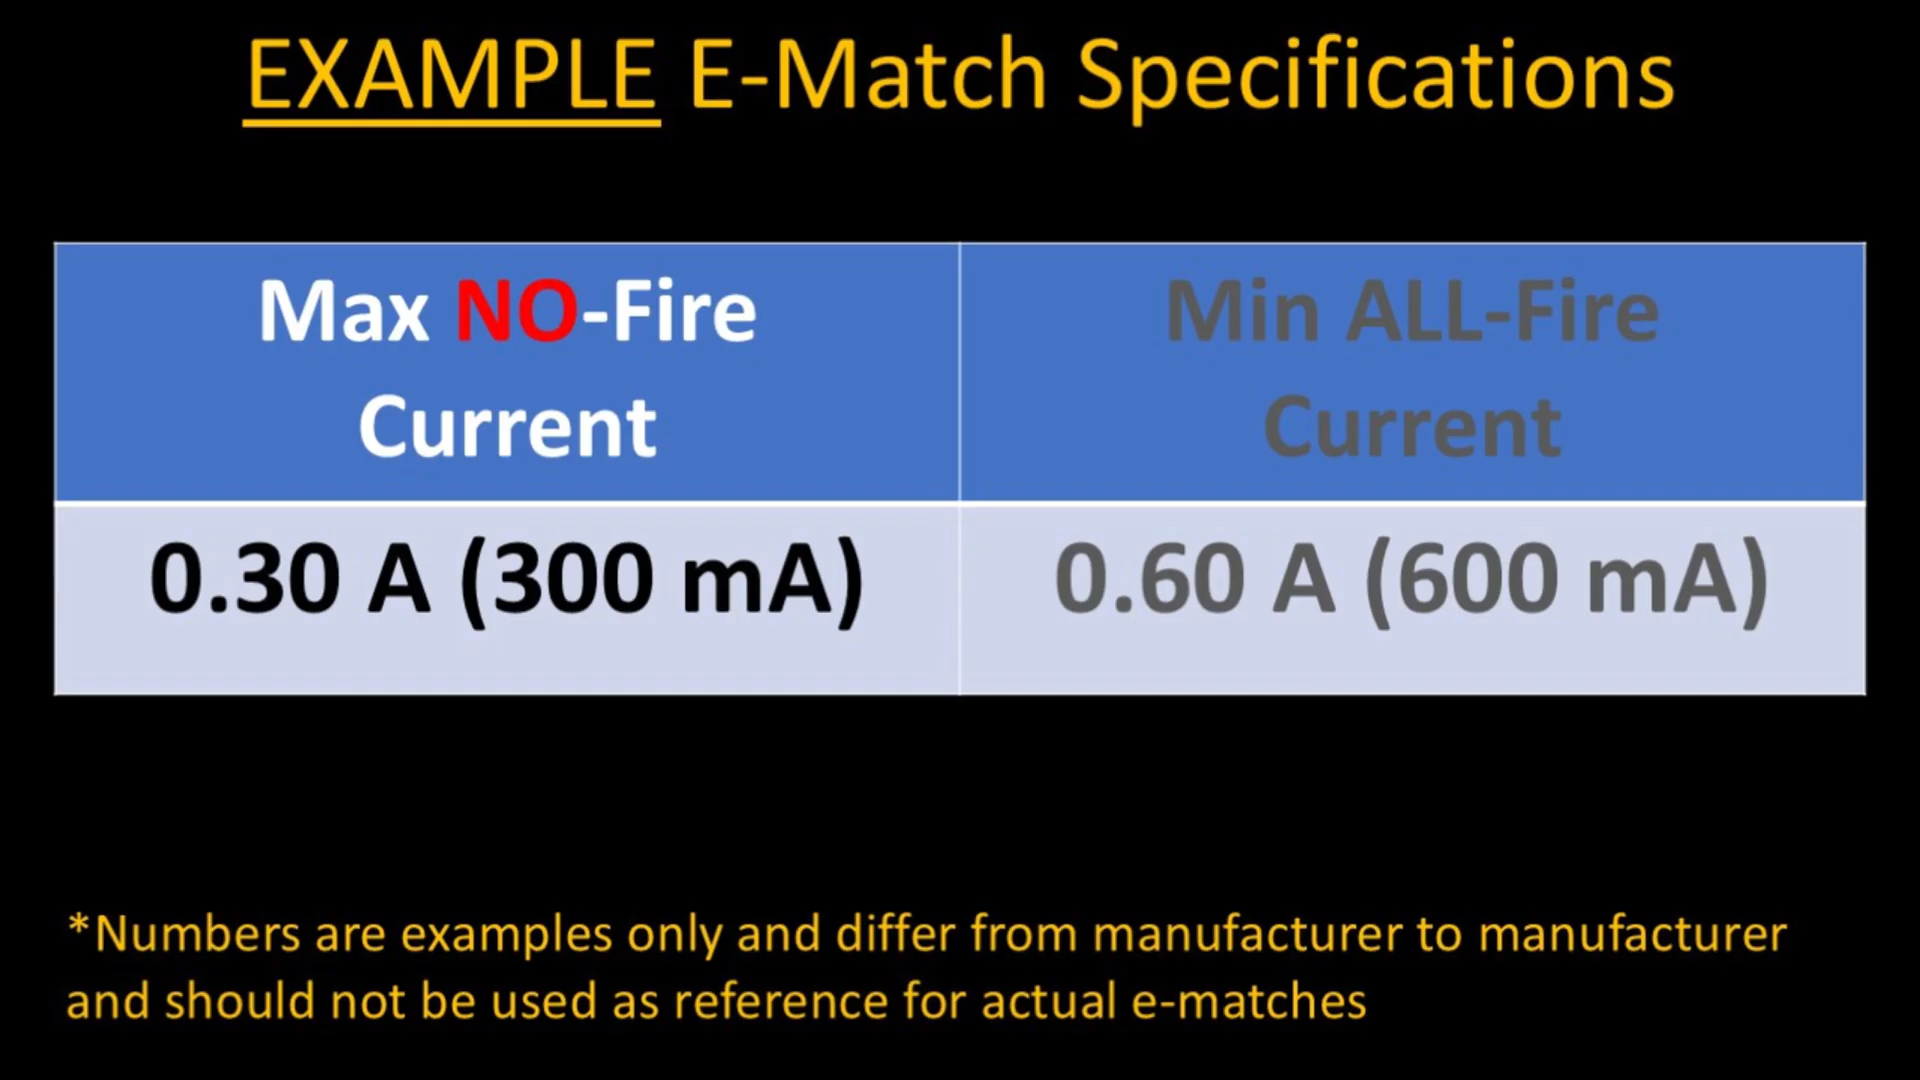 EXAMPLE E-Match Specifications
Max NO-Fire
Current
Min ALL-Fire
Current
0.30 A (300 mA)
0.60 A (600 mA)
*Numbers are examples only and differ from manufacturer to manufacturer
and should not be used as reference for actual e-matches